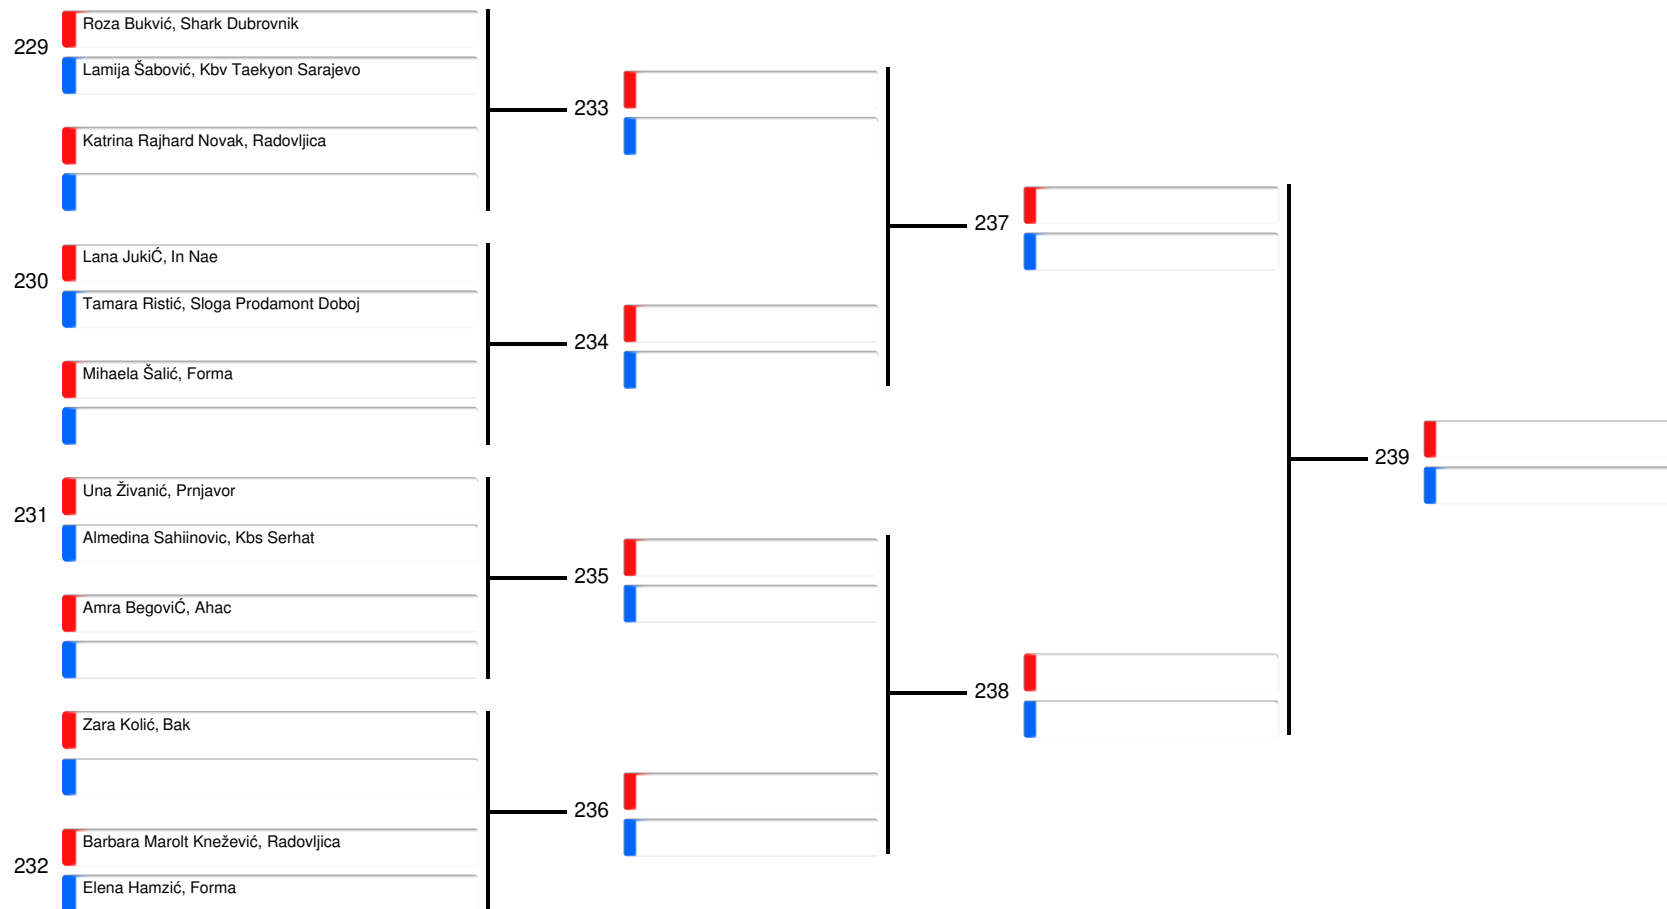 Roza Bukvić, Shark Dubrovnik
229
Lamija Šabović, Kbv Taekyon Sarajevo
233
Katrina Rajhard Novak, Radovljica
237
Lana JukiĆ, In Nae
230
Tamara Ristić, Sloga Prodamont Doboj
234
Mihaela Šalić, Forma
239
Una Živanić, Prnjavor
231
Almedina Sahiinovic, Kbs Serhat
235
Amra BegoviĆ, Ahac
238
Zara Kolić, Bak
236
Barbara Marolt Knežević, Radovljica
232
Elena Hamzić, Forma